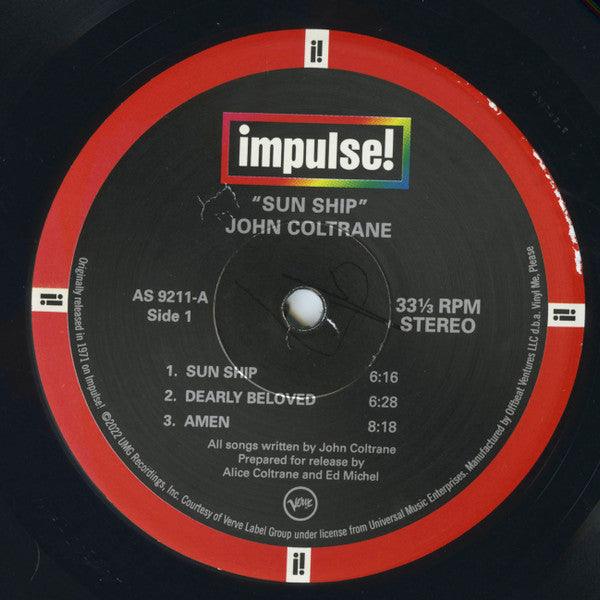 impulse!
"SUN SHIP"
JOHN COLTRANE
AS 9211-A
Side 1
33⅓ RPM
STEREO
1. SUN SHIP 6:16
2. DEARLY BELOVED 6:28
3. AMEN 8:18
All songs written by John Coltrane
Prepared for release by
Alice Coltrane and Ed Michel
Verve
Originally released in 1971 on Impulse! ©2022 UMG Recordings, Inc. Courtesy of Verve Label Group under license from Universal Music Enterprises. Manufactured by Offbeat Ventures LLC d.b.a. Vinyl Me, Please
i!
i!
i!
i!